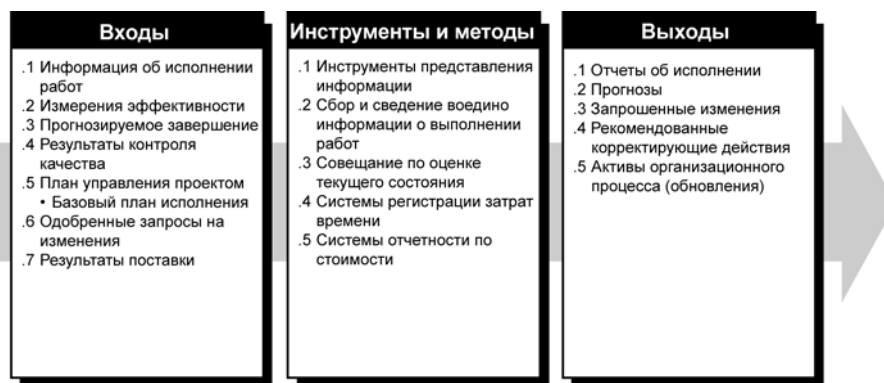 Входы
.1 Информация об исполнении
работ
.2 Измерения эффективности
.3 Прогнозируемое завершение
.4 Результаты контроля
качества
.5 План управления проектом
• Базовый план исполнения
.6 Одобренные запросы на
изменения
.7 Результаты поставки
Инструменты и методы
.1 Инструменты представления
информации
.2 Сбор и сведение воедино
информации о выполнении
работ
.3 Совещание по оценке
текущего состояния
.4 Системы регистрации затрат
времени
.5 Системы отчетности по
стоимости
Выходы
.1 Отчеты об исполнении
.2 Прогнозы
.3 Запрошенные изменения
.4 Рекомендованные
корректирующие действия
.5 Активы организационного
процесса (обновления)